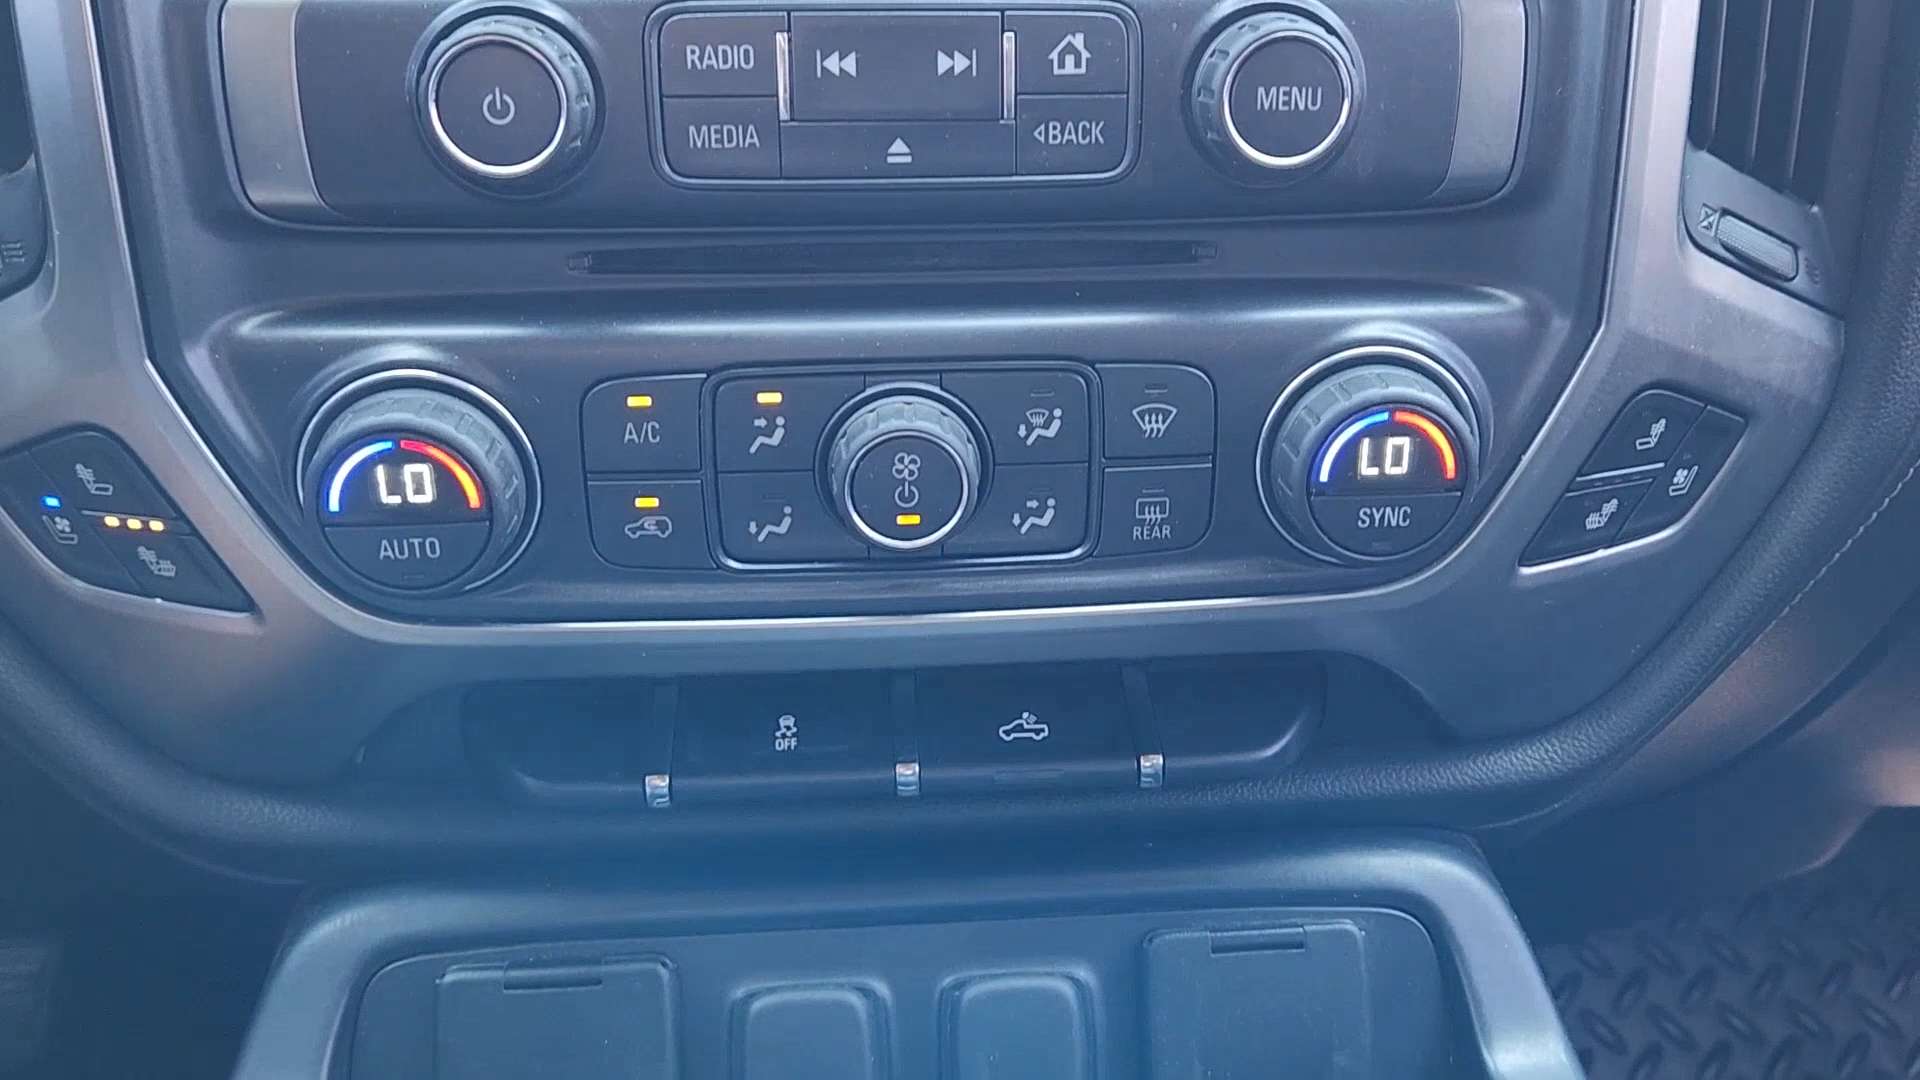 RADIO
MENU
MEDIA
BACK
A/C
LO
LO
SYNC
REAR
AUTO
OFF